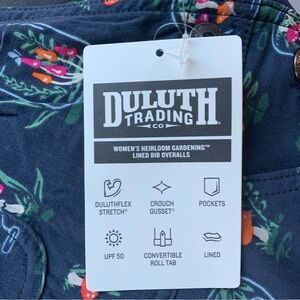 DULUTH
TRADING
CO
WOMEN'S HEIRLOOM GARDENING™
LINED BIB OVERALLS
DULUTHFLEX STRETCH®
CROUCH GUSSET®
POCKETS
UPF 50
CONVERTIBLE ROLL TAB
LINED